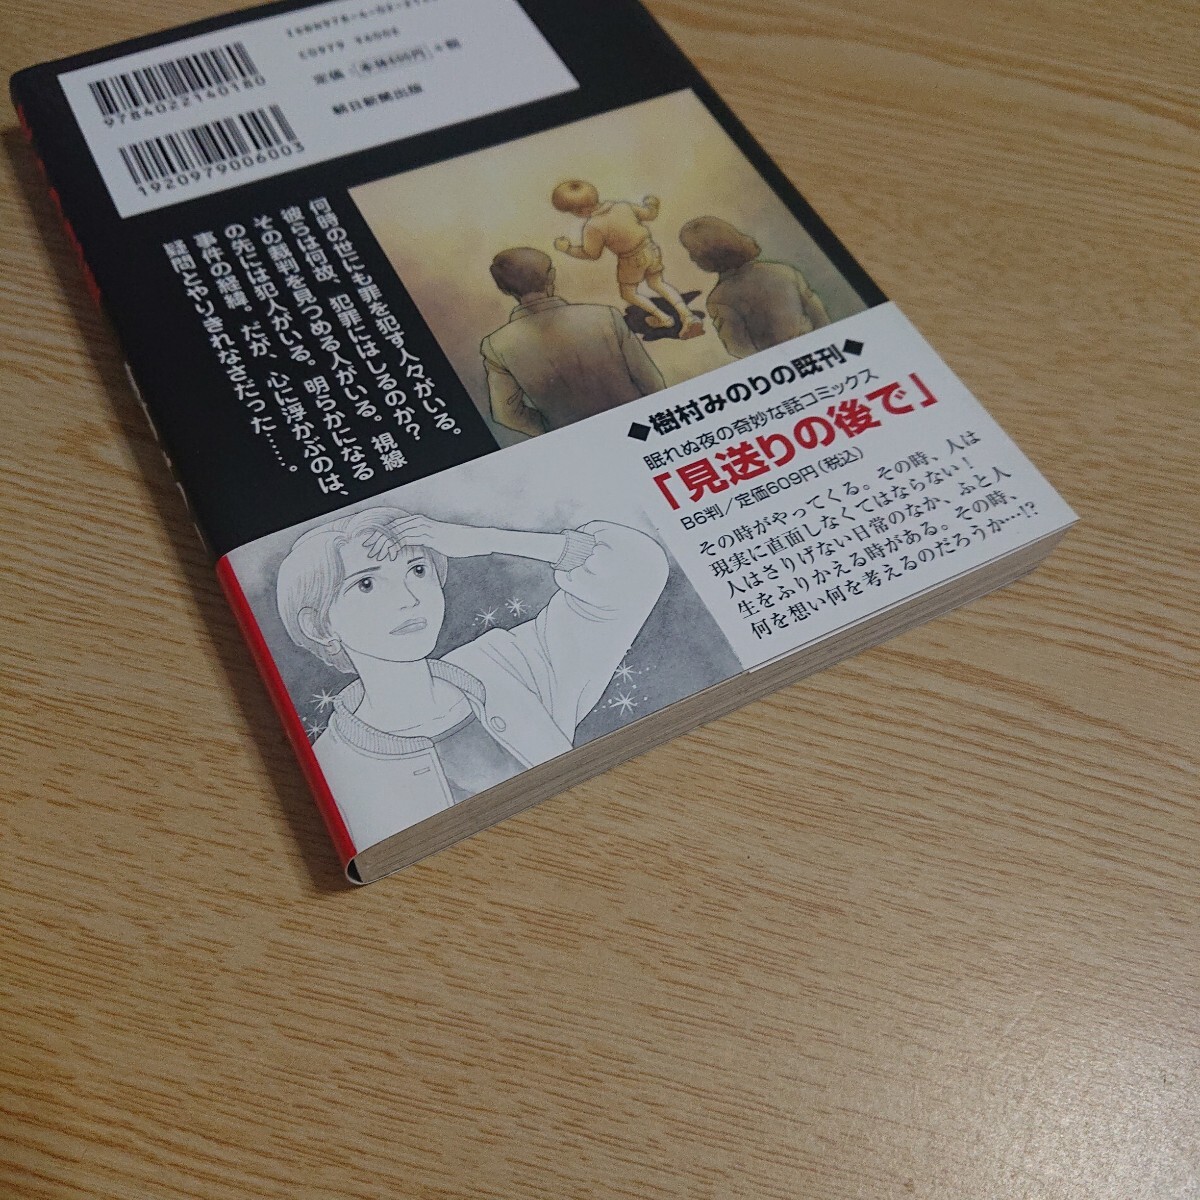 9784022140180
1920979006003
定価 本体600円 +税
朝日新聞出版
何時の世にも罪を犯す人々がいる。
彼らは何故、犯罪にはしるのか?
その裁判を見つめる人がいる。視線
の先には犯人がいる。明らかになる
事件の経緯。だが、心に浮かぶのは、
疑問とやりきれなさだった……。
◆樹村みのりの既刊◆
眠れぬ夜の奇妙な話コミックス
「見送りの後で」
B6判/定価609円(税込)
その時がやってくる。その時、人は
現実に直面しなくてはならない!
人はさりげない日常のなか、ふと人
生をふりかえる時がある。その時、
何を想い何を考えるのだろうか…!?